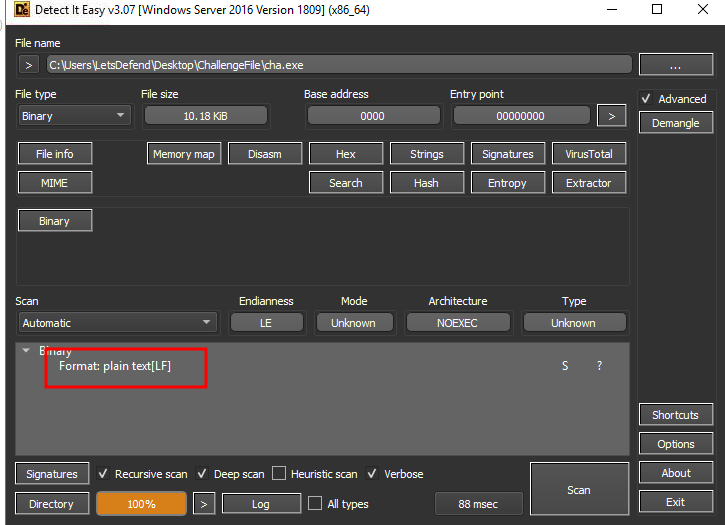 Detect It Easy v3.07 [Windows Server 2016 Version 1809] (x86_64)
File name
> C:\Users\LetsDefend\Desktop\ChallengeFile\cha.exe ...
File type File size Base address Entry point
Binary 10.18 KiB 0000 00000000 > Advanced
Demangle
File info Memory map Disasm Hex Strings Signatures VirusTotal
MIME Search Hash Entropy Extractor
Binary
Scan Endianness Mode Architecture Type
Automatic LE Unknown NOEXEC Unknown
Binary
Format: plain text[LF] S ?
Shortcuts
Options
Signatures Recursive scan Deep scan Heuristic scan Verbose Scan About
Directory 100% > Log All types 88 msec Exit